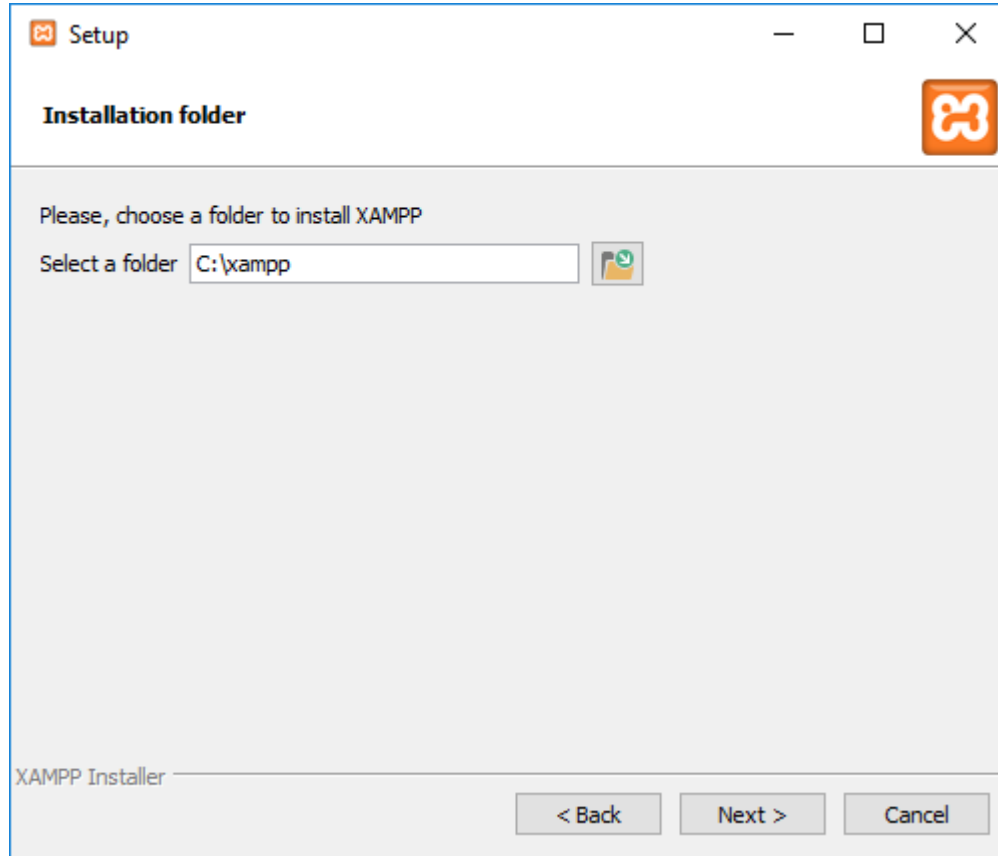 Setup
Installation folder
Please, choose a folder to install XAMPP
Select a folder C:\xampp
XAMPP Installer
< Back Next > Cancel